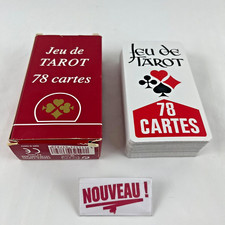 Jeu de
TAROT
78 cartes
Jeu de
TAROT
78
CARTES
NOUVEAU !